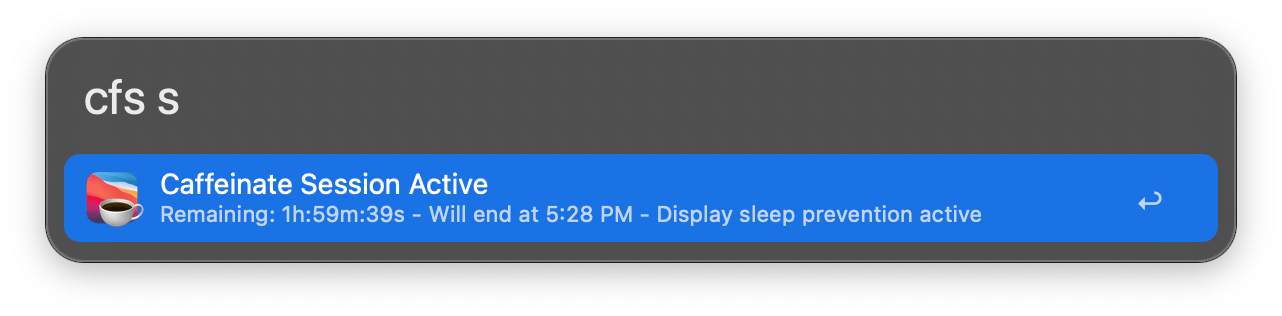 cfs s
Caffeinate Session Active
Remaining: 1h:59m:39s - Will end at 5:28 PM - Display sleep prevention active